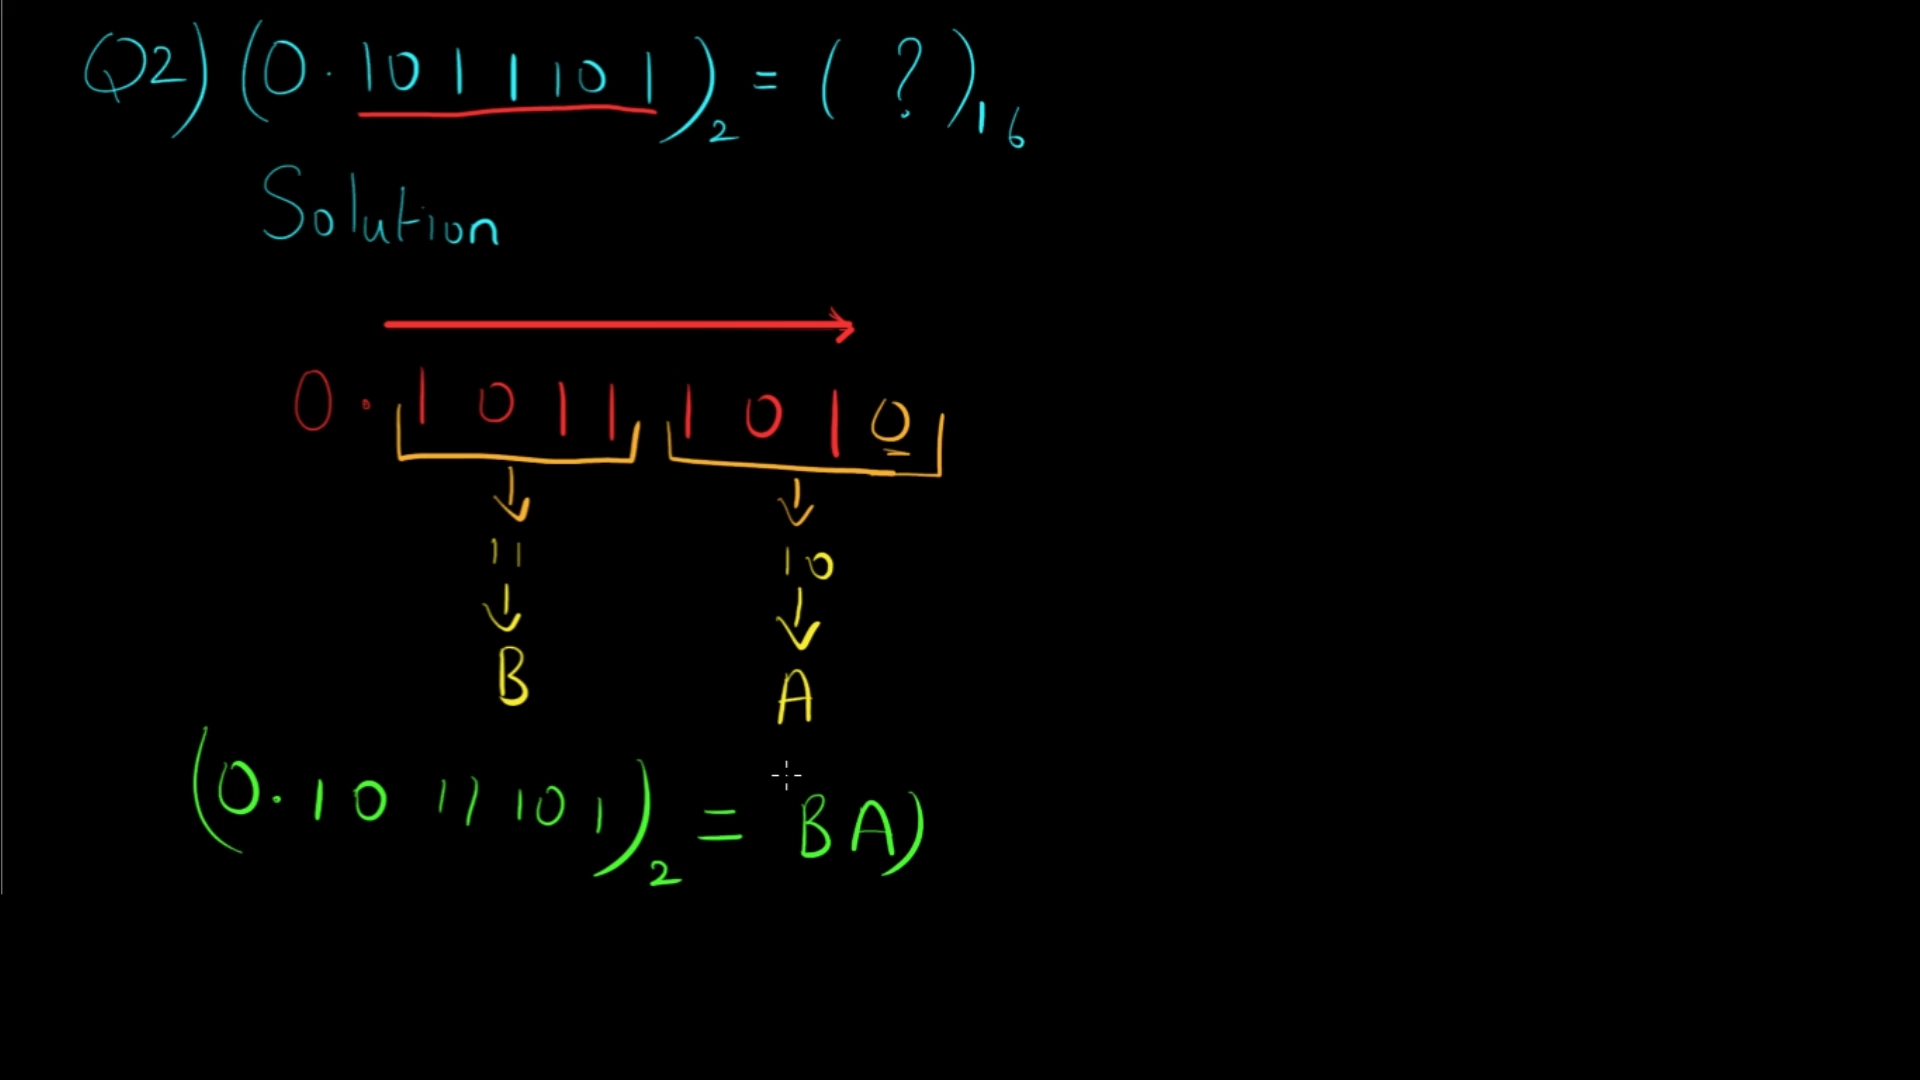 Q2) (0.1011101)2 = ( ? )16
Solution
0.1011 1010
11 10
B A
(0.1011101)2 = BA)